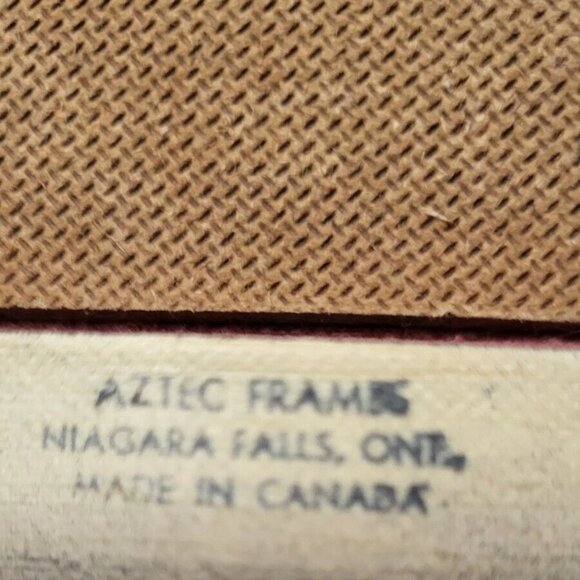 AZTEC FRAMES
NIAGARA FALLS, ONT.,
MADE IN CANADA